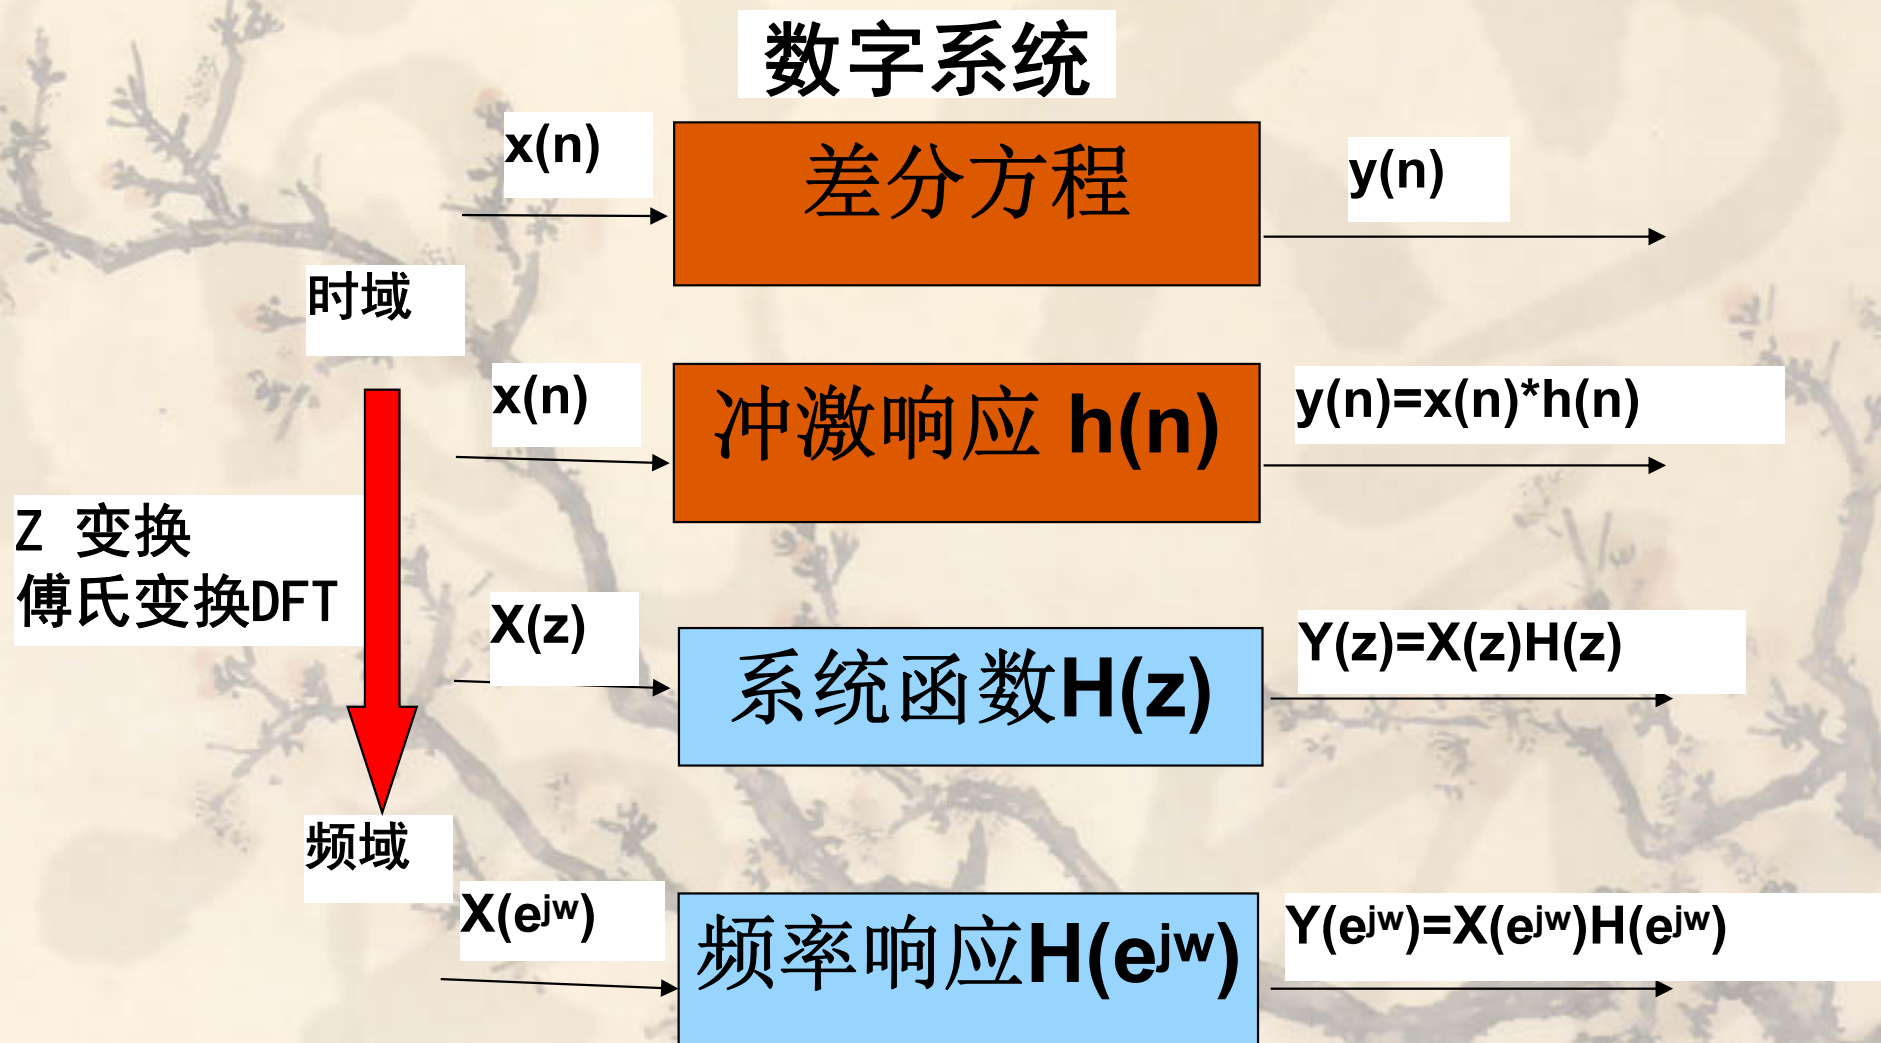 数字系统
x(n)
差分方程
y(n)
时域
x(n)
冲激响应 h(n)
y(n)=x(n)*h(n)
Z 变换
傅氏变换DFT
X(z)
系统函数H(z)
Y(z)=X(z)H(z)
频域
X(eʲʷ)
频率响应H(eʲʷ)
Y(eʲʷ)=X(eʲʷ)H(eʲʷ)